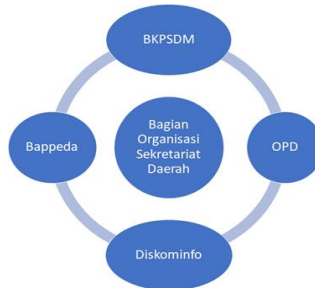 BKPSDM
Bappeda
Bagian
Organisasi
Sekretariat
Daerah
OPD
Diskominfo